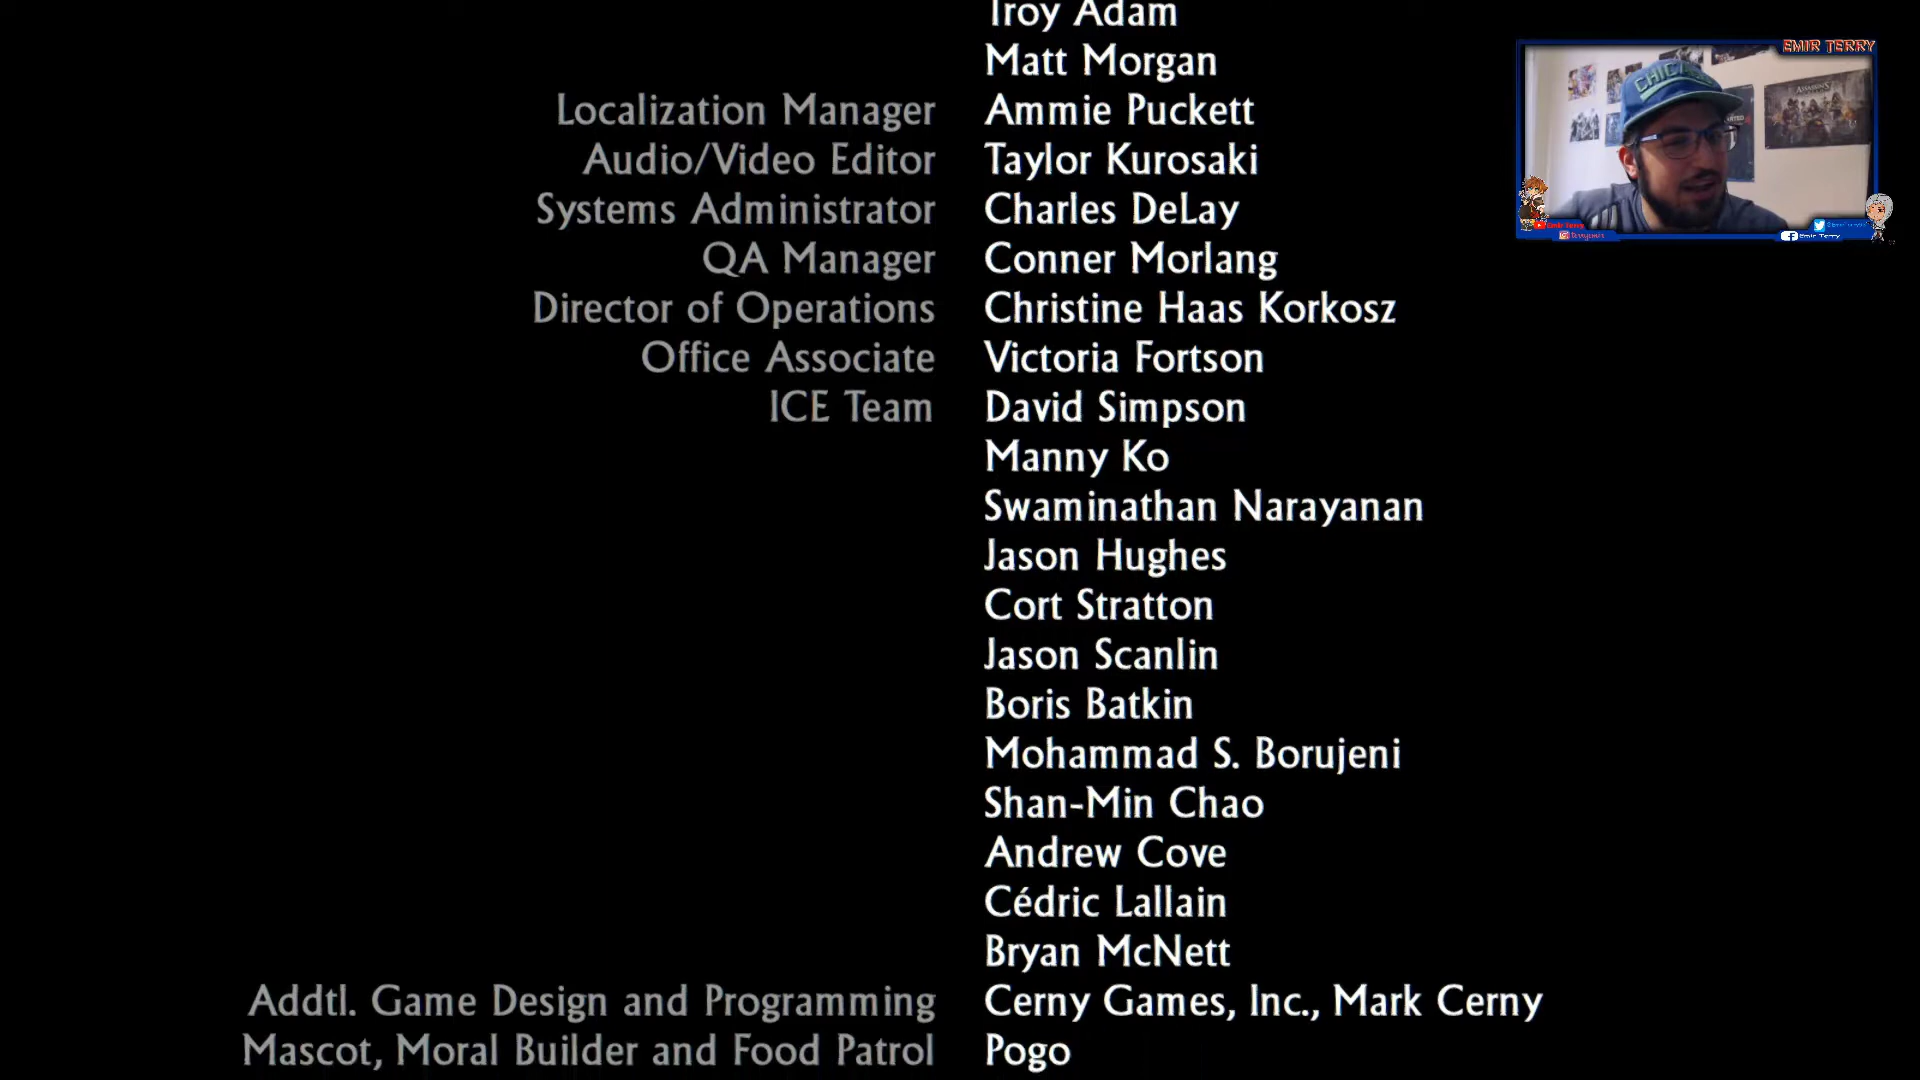 Troy Adam
Matt Morgan
Localization Manager Ammie Puckett
Audio/Video Editor Taylor Kurosaki
Systems Administrator Charles DeLay
QA Manager Conner Morlang
Director of Operations Christine Haas Korkosz
Office Associate Victoria Fortson
ICE Team David Simpson
Manny Ko
Swaminathan Narayanan
Jason Hughes
Cort Stratton
Jason Scanlin
Boris Batkin
Mohammad S. Borujeni
Shan-Min Chao
Andrew Cove
Cédric Lallain
Bryan McNett
Addtl. Game Design and Programming Cerny Games, Inc., Mark Cerny
Mascot, Moral Builder and Food Patrol Pogo
EMIR TERRY
Emir Terry
Emir Terry